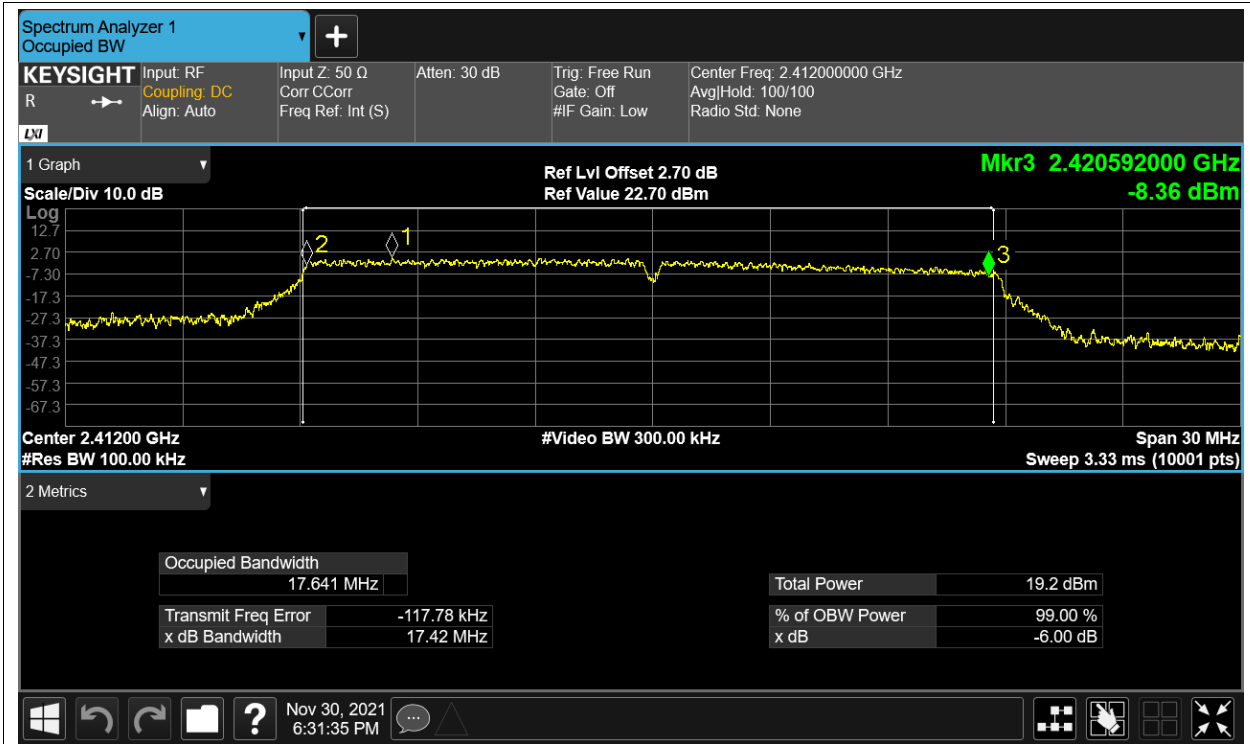 Spectrum Analyzer 1
Occupied BW
+
KEYSIGHT Input: RF Input Z: 50 Ω Atten: 30 dB Trig: Free Run Center Freq: 2.412000000 GHz
R Coupling: DC Corr CCorr Gate: Off Avg|Hold: 100/100
Align: Auto Freq Ref: Int (S) #IF Gain: Low Radio Std: None
LXI
1 Graph
Ref Lvl Offset 2.70 dB Mkr3 2.420592000 GHz
Scale/Div 10.0 dB Ref Value 22.70 dBm -8.36 dBm
Log
12.7
2.70
-7.30
-17.3
-27.3
-37.3
-47.3
-57.3
-67.3
2
1
3
Center 2.41200 GHz #Video BW 300.00 kHz Span 30 MHz
#Res BW 100.00 kHz Sweep 3.33 ms (10001 pts)
2 Metrics
Occupied Bandwidth
17.641 MHz Total Power 19.2 dBm
Transmit Freq Error -117.78 kHz % of OBW Power 99.00 %
x dB Bandwidth 17.42 MHz x dB -6.00 dB
? Nov 30, 2021
6:31:35 PM